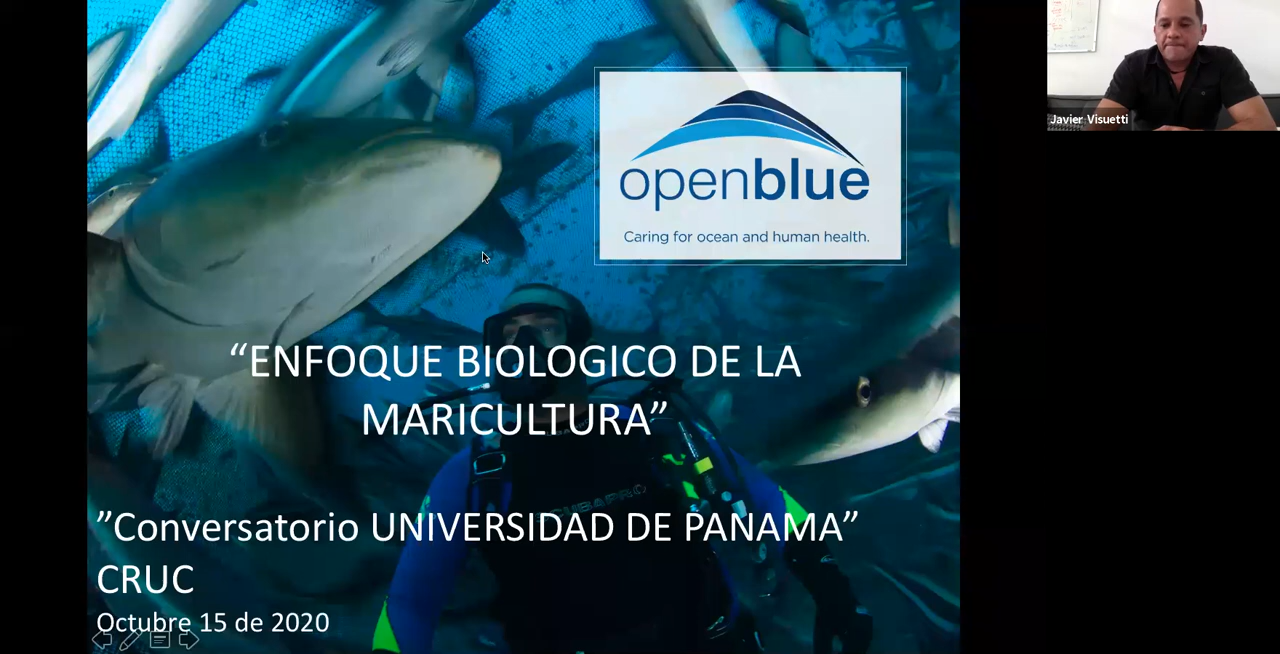 Javier Visuetti
openblue
Caring for ocean and human health.
“ENFOQUE BIOLOGICO DE LA
MARICULTURA”
SCUBAPRO
”Conversatorio UNIVERSIDAD DE PANAMA”
CRUC
Octubre 15 de 2020